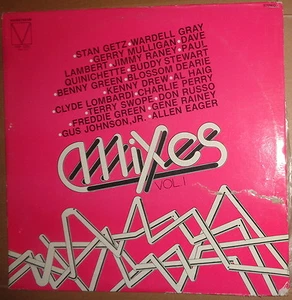 •STAN GETZ•WARDELL GRAY
•GERRY MULLIGAN•DAVE
LAMBERT•JIMMY RANEY•PAUL
QUINICHETTE•BUDDY STEWART
•BENNY GREEN•BLOSSOM DEARIE
•KENNY DREW•AL HAIG
•CLYDE LOMBARDI•CHARLIE PERRY
•TERRY SWOPE•DON RUSSO
•FREDDIE GREEN•GENE RAINEY
•GUS JOHNSON, JR.•ALLEN EAGER
Mixes
VOL. 1